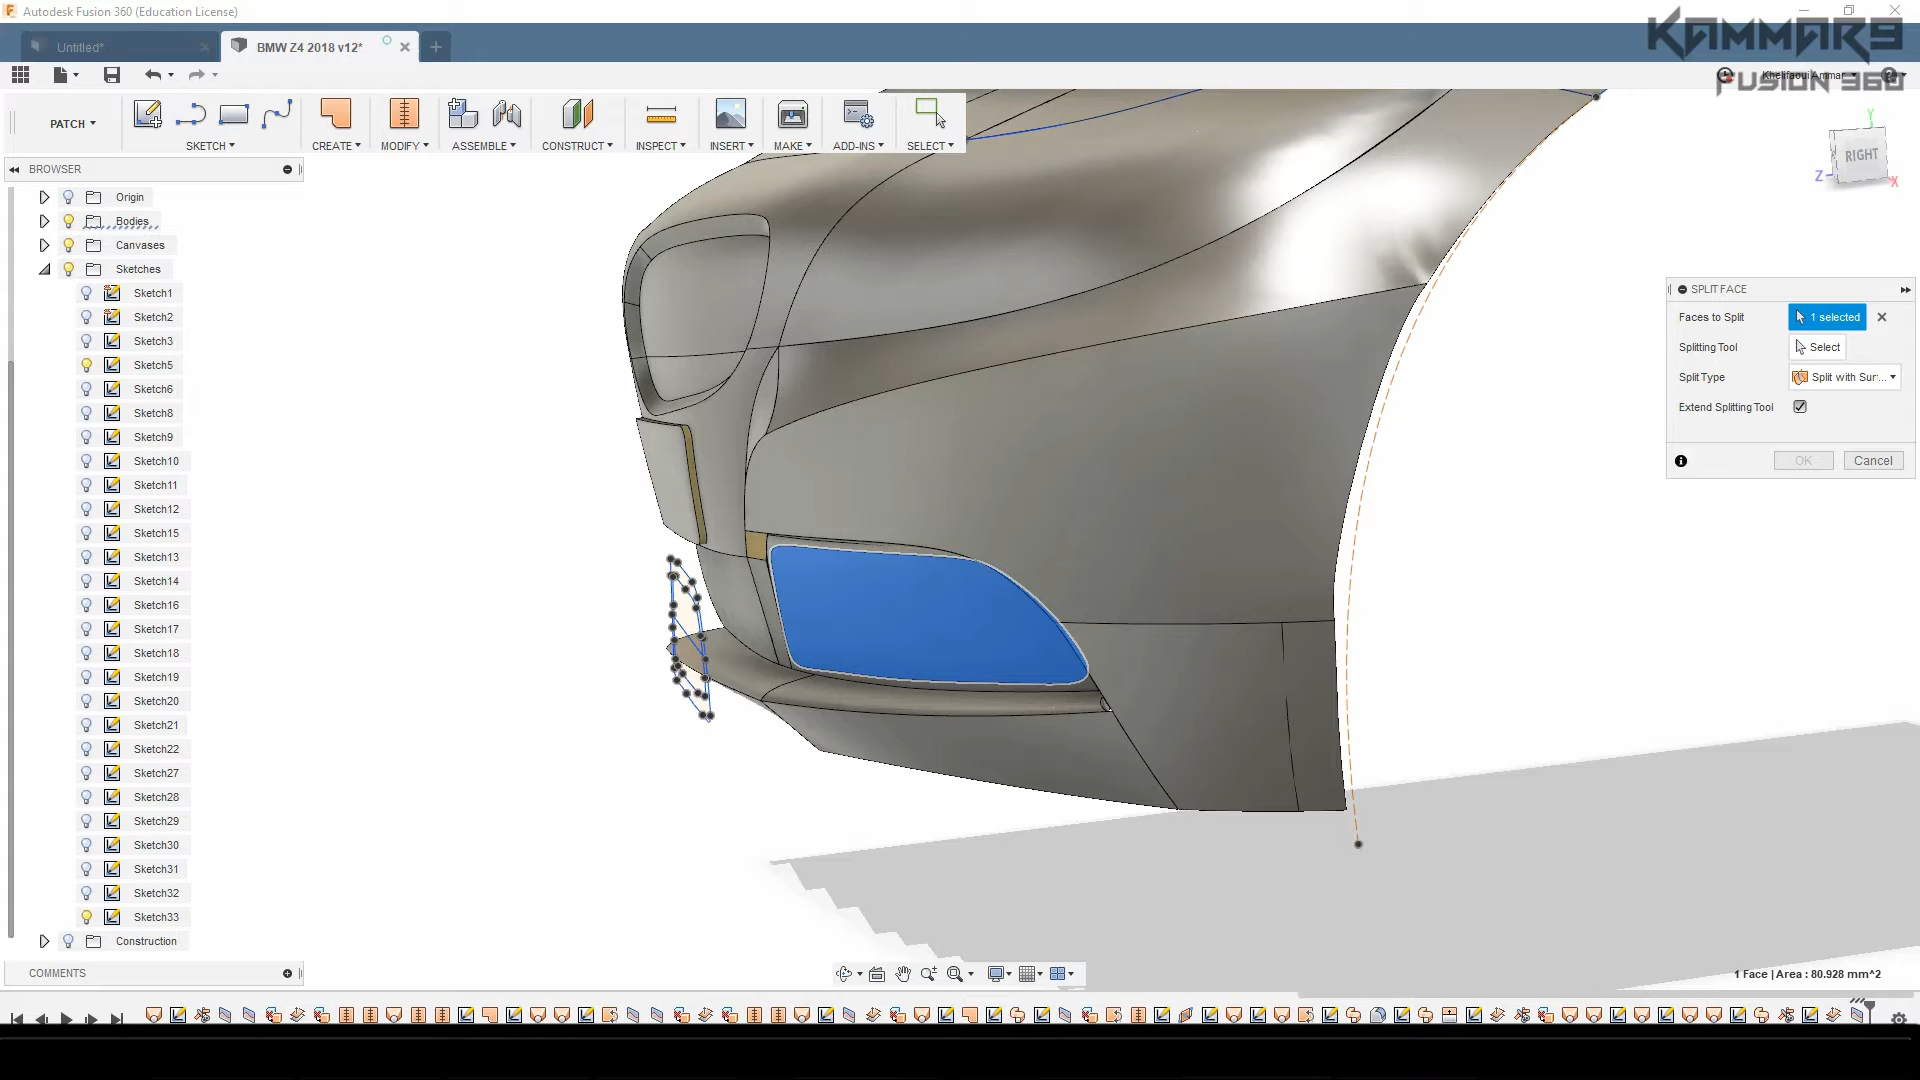 Autodesk Fusion 360 (Education License)
KAMMAR9
FUSION 360
Untitled*
BMW Z4 2018 v12*
Khelifaoui Ammar
PATCH
SKETCH
CREATE
MODIFY
ASSEMBLE
CONSTRUCT
INSPECT
INSERT
MAKE
ADD-INS
SELECT
Y
RIGHT
Z
X
BROWSER
Origin
Bodies
Canvases
Sketches
Sketch1
Sketch2
Sketch3
Sketch5
Sketch6
Sketch8
Sketch9
Sketch10
Sketch11
Sketch12
Sketch15
Sketch13
Sketch14
Sketch16
Sketch17
Sketch18
Sketch19
Sketch20
Sketch21
Sketch22
Sketch27
Sketch28
Sketch29
Sketch30
Sketch31
Sketch32
Sketch33
Construction
SPLIT FACE
Faces to Split 1 selected
Splitting Tool Select
Split Type Split with Sur...
Extend Splitting Tool
OK Cancel
COMMENTS
1 Face | Area : 80.928 mm^2